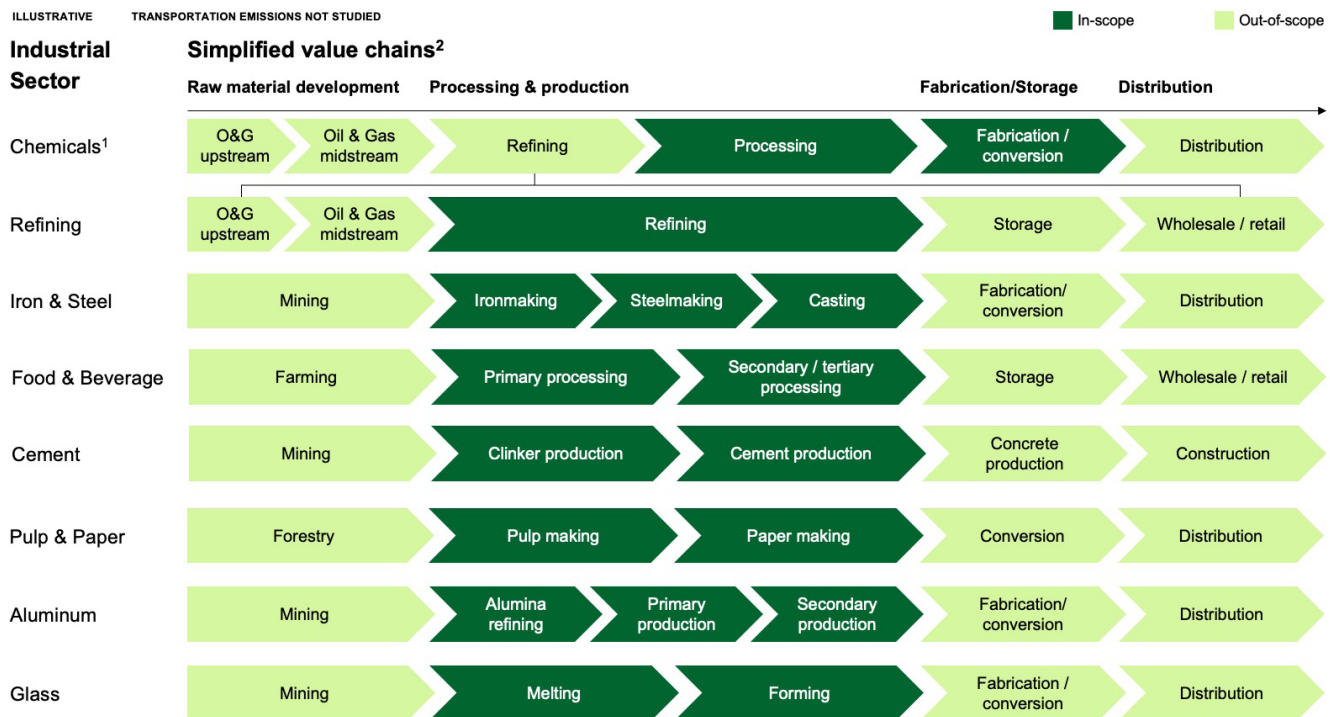 ILLUSTRATIVE TRANSPORTATION EMISSIONS NOT STUDIED
In-scope Out-of-scope
Industrial
Sector
Simplified value chains²
Raw material development Processing & production Fabrication/Storage Distribution
Chemicals¹
O&G
upstream
Oil & Gas
midstream
Refining
Processing
Fabrication /
conversion
Distribution
Refining
O&G
upstream
Oil & Gas
midstream
Refining
Storage
Wholesale / retail
Iron & Steel
Mining
Ironmaking
Steelmaking
Casting
Fabrication/
conversion
Distribution
Food & Beverage
Farming
Primary processing
Secondary / tertiary
processing
Storage
Wholesale / retail
Cement
Mining
Clinker production
Cement production
Concrete
production
Construction
Pulp & Paper
Forestry
Pulp making
Paper making
Conversion
Distribution
Aluminum
Mining
Alumina
refining
Primary
production
Secondary
production
Fabrication/
conversion
Distribution
Glass
Mining
Melting
Forming
Fabrication /
conversion
Distribution